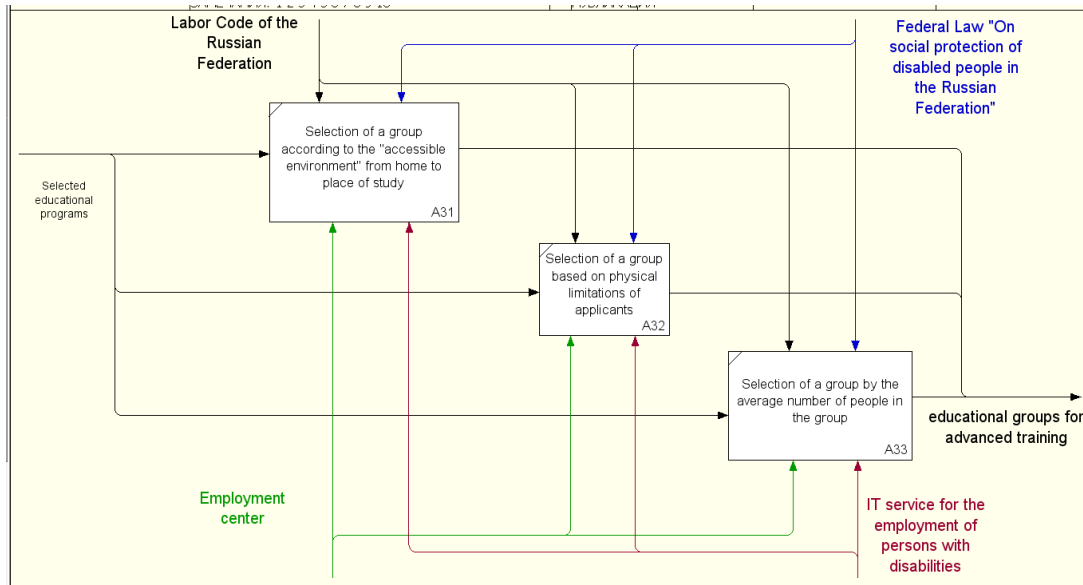 Labor Code of the
Russian
Federation
Federal Law "On
social protection of
disabled people in
the Russian
Federation"
Selection of a group
according to the "accessible
environment" from home to
place of study
A31
Selected
educational
programs
Selection of a group
based on physical
limitations of
applicants
A32
Selection of a group by the
average number of people in
the group
A33
educational groups for
advanced training
Employment
center
IT service for the
employment of
persons with
disabilities